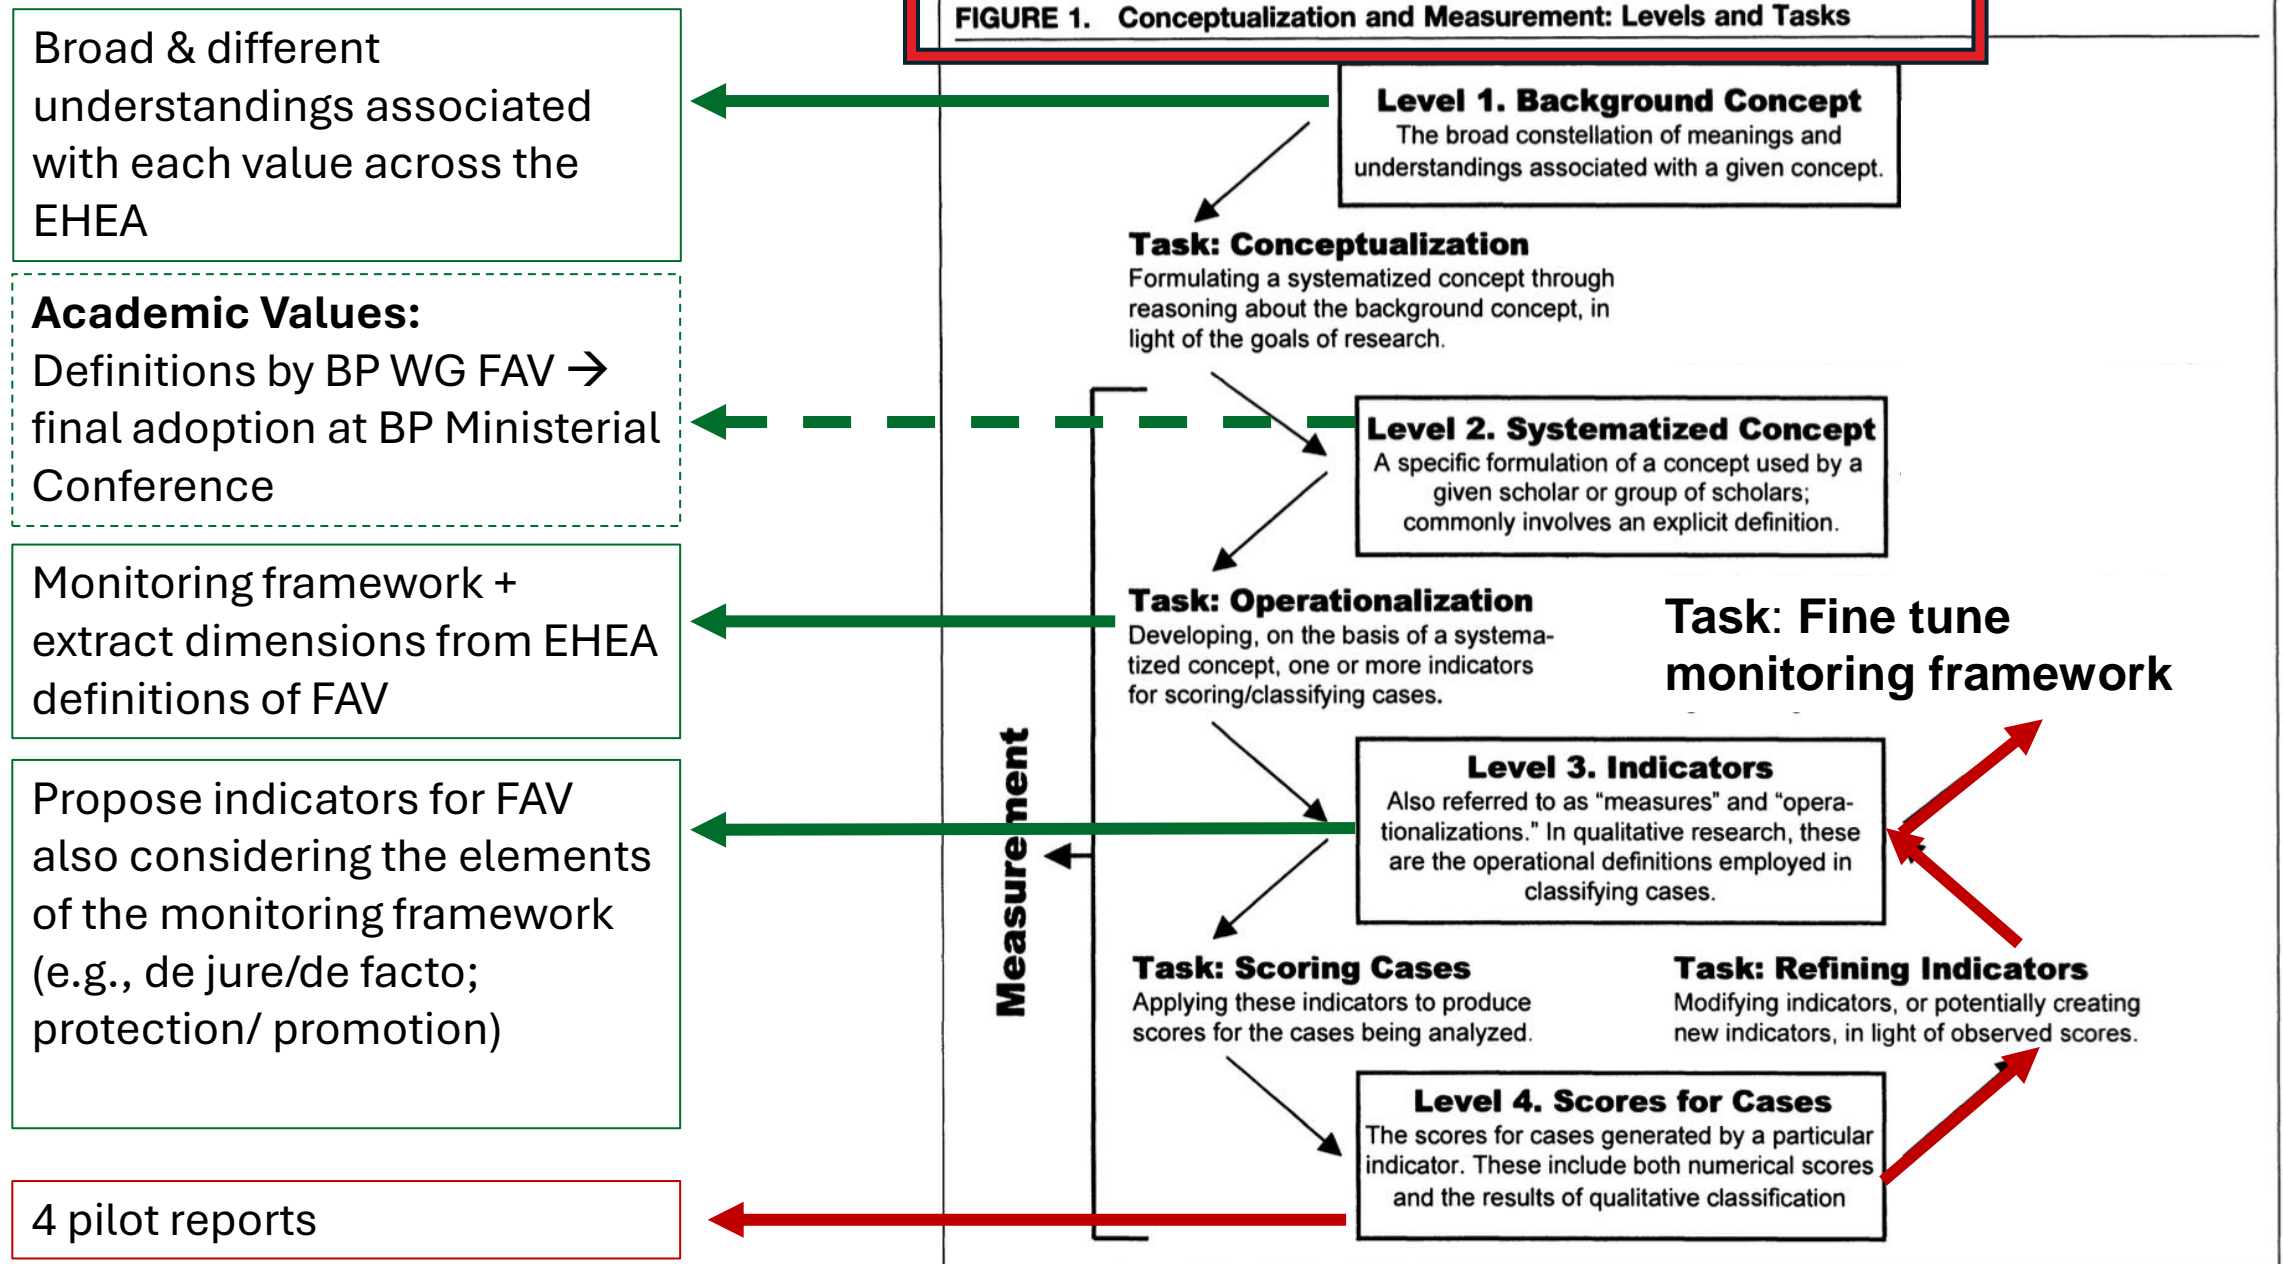 FIGURE 1. Conceptualization and Measurement: Levels and Tasks
Broad & different
understandings associated
with each value across the
EHEA
Academic Values:
Definitions by BP WG FAV →
final adoption at BP Ministerial
Conference
Monitoring framework +
extract dimensions from EHEA
definitions of FAV
Propose indicators for FAV
also considering the elements
of the monitoring framework
(e.g., de jure/de facto;
protection/ promotion)
4 pilot reports
Level 1. Background Concept
The broad constellation of meanings and
understandings associated with a given concept.
Task: Conceptualization
Formulating a systematized concept through
reasoning about the background concept, in
light of the goals of research.
Level 2. Systematized Concept
A specific formulation of a concept used by a
given scholar or group of scholars;
commonly involves an explicit definition.
Task: Operationalization
Developing, on the basis of a systema-
tized concept, one or more indicators
for scoring/classifying cases.
Task: Fine tune
monitoring framework
Measurement
Level 3. Indicators
Also referred to as “measures” and “opera-
tionalizations.” In qualitative research, these
are the operational definitions employed in
classifying cases.
Task: Scoring Cases
Applying these indicators to produce
scores for the cases being analyzed.
Task: Refining Indicators
Modifying indicators, or potentially creating
new indicators, in light of observed scores.
Level 4. Scores for Cases
The scores for cases generated by a particular
indicator. These include both numerical scores
and the results of qualitative classification